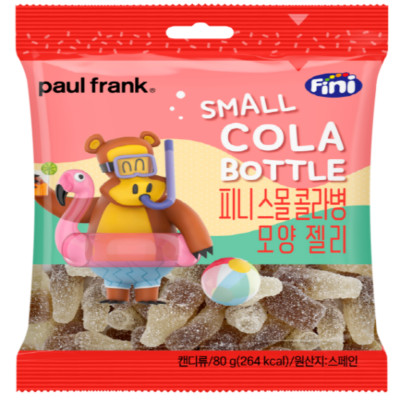 paul frank®
Fini
SMALL
COLA
BOTTLE
피니 스몰 콜라병
모양 젤리
캔디류/80 g(264 kcal)/원산지:스페인